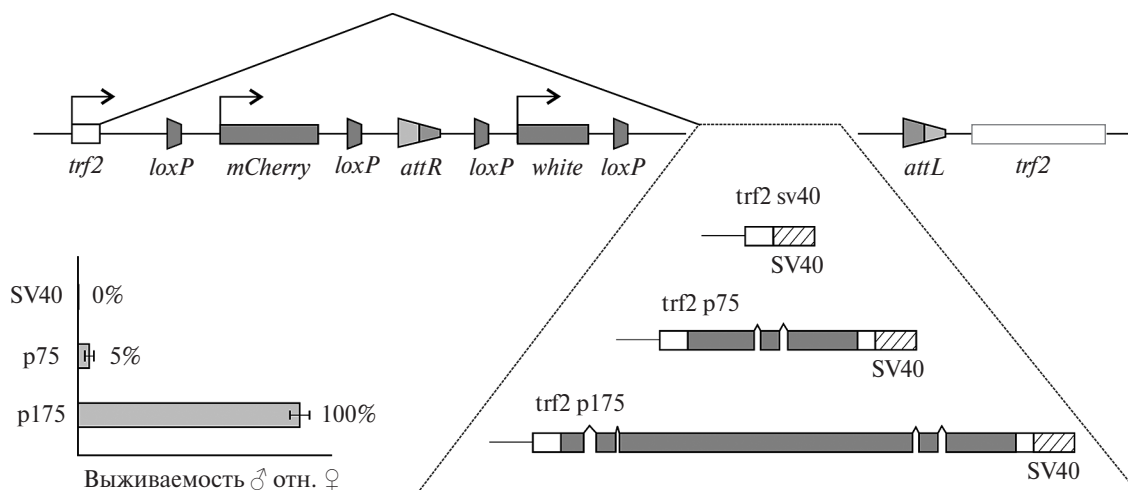 trf2 loxP mCherry loxP attR loxP white loxP attL trf2
trf2 sv40
SV40
trf2 p75
SV40
trf2 p175
SV40
SV40 0%
p75 5%
p175 100%
Выживаемость ♂ отн. ♀